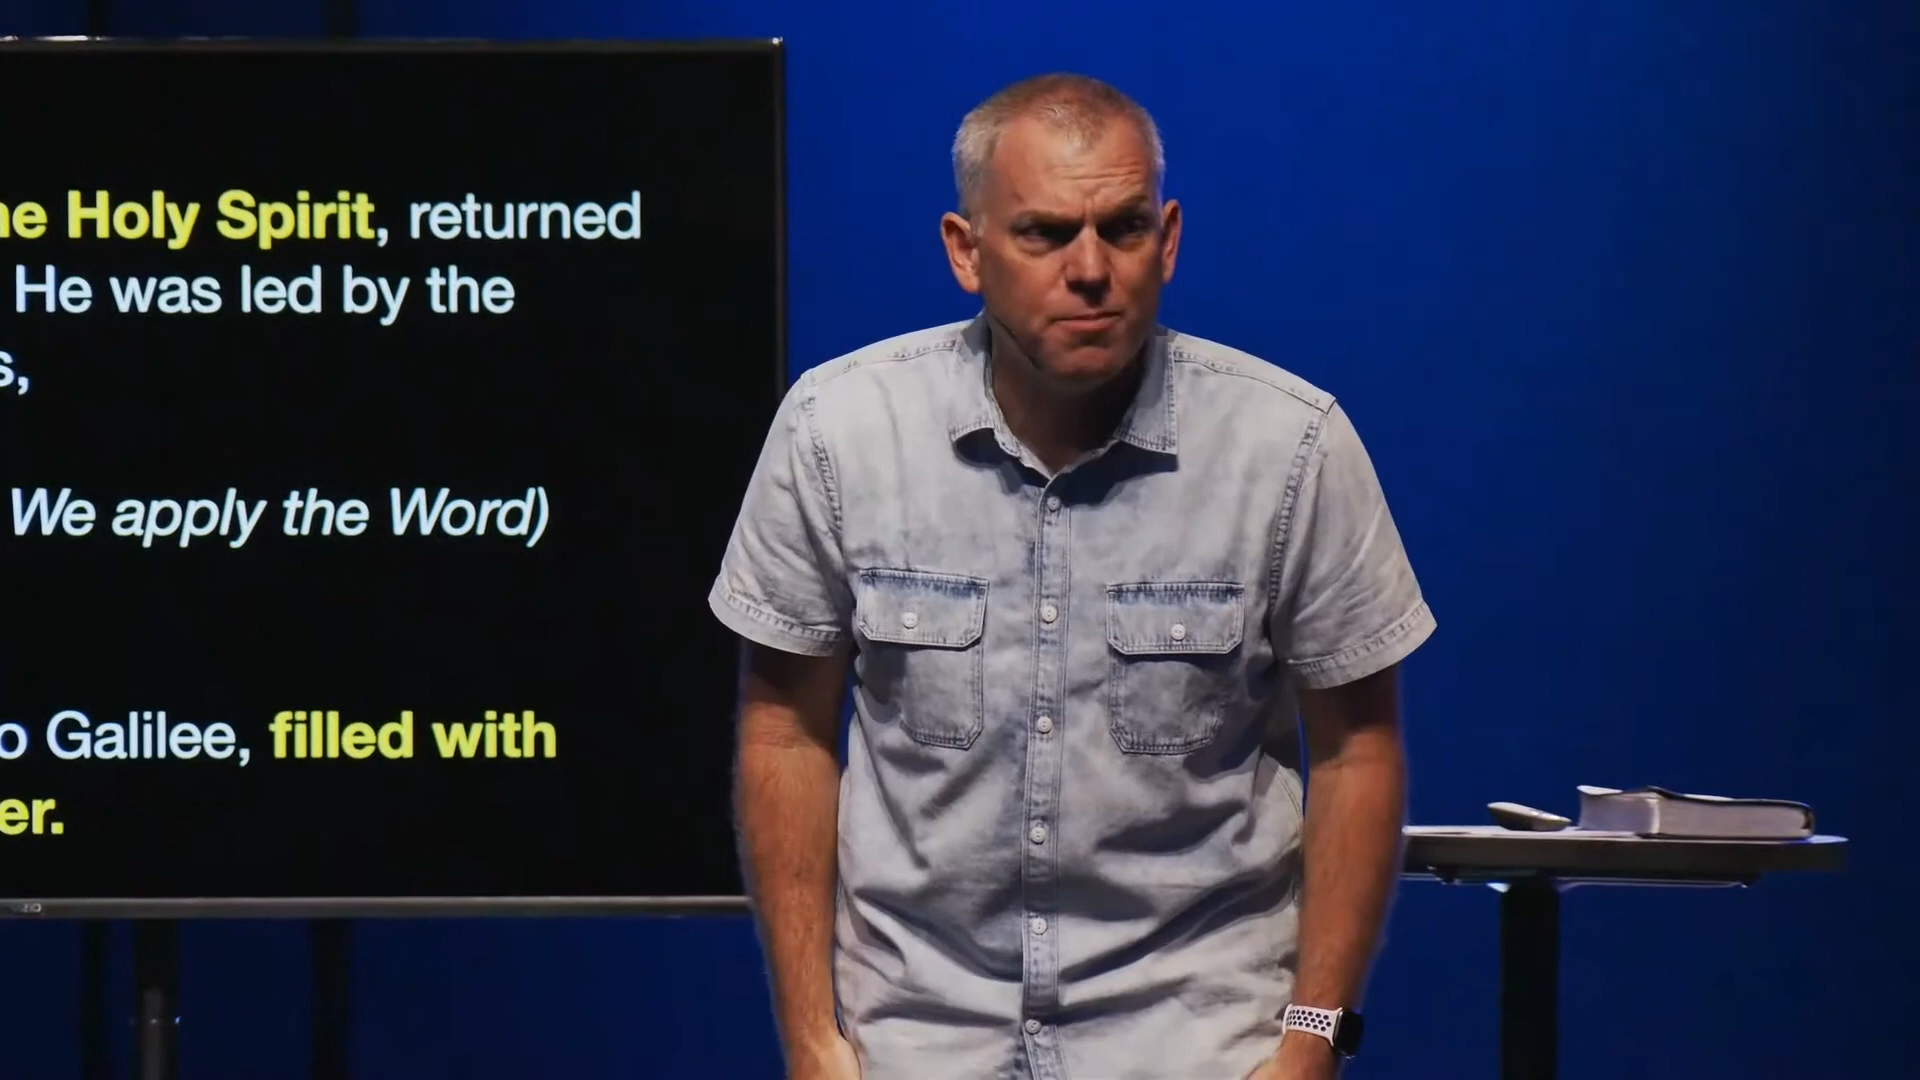 he Holy Spirit, returned
He was led by the
s,
We apply the Word)
o Galilee, filled with
er.